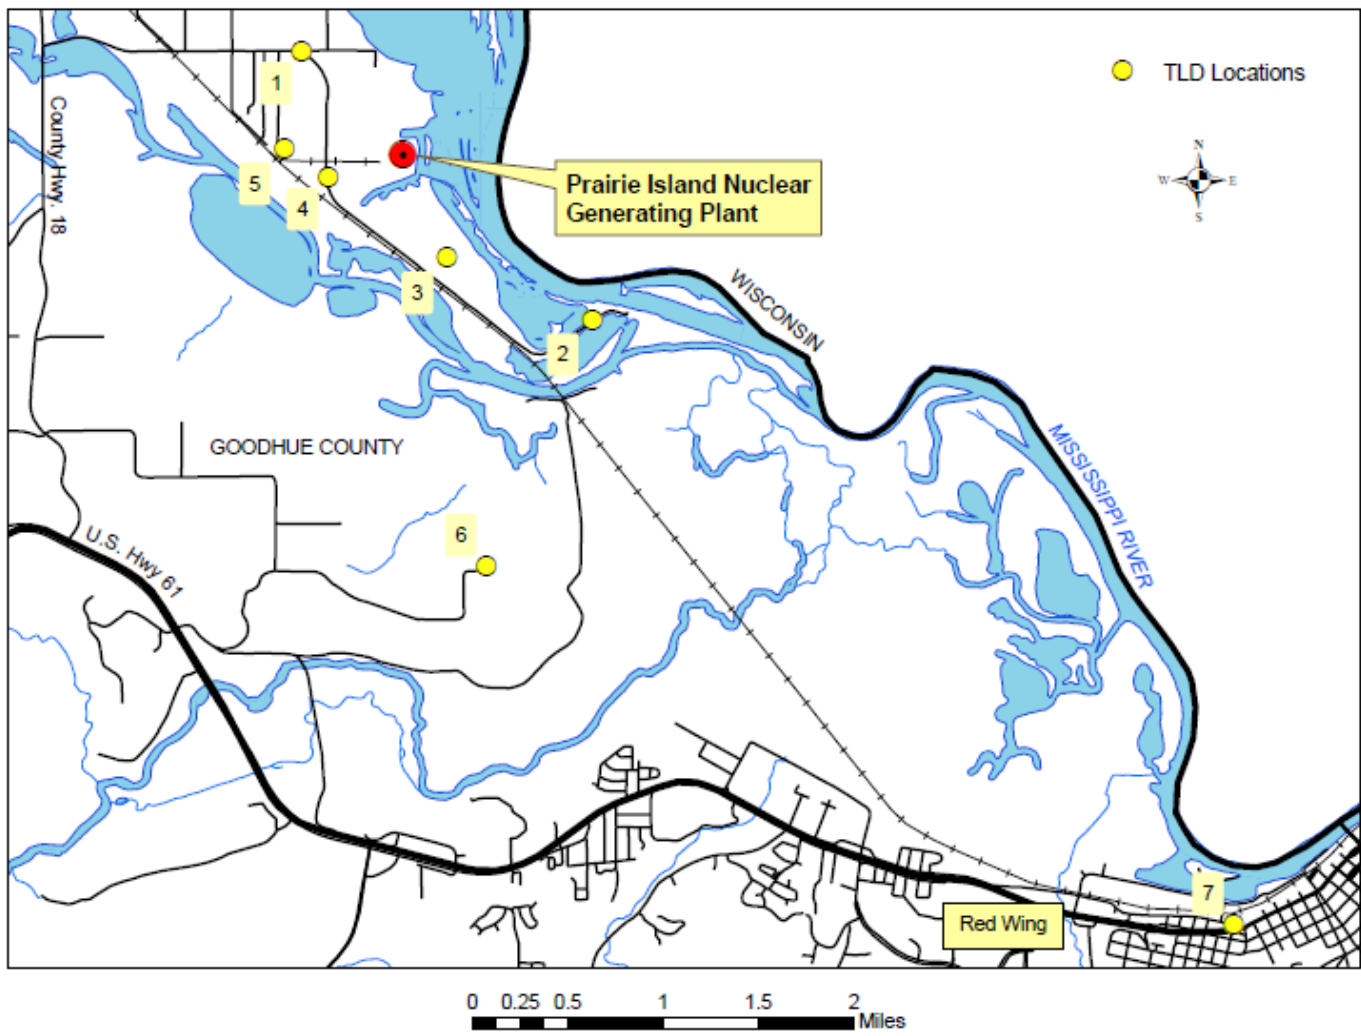 TLD Locations
1
County Hwy. 18
N
W E
S
5
4
Prairie Island Nuclear
Generating Plant
3
WISCONSIN
2
GOODHUE COUNTY
MISSISSIPPI RIVER
6
U.S. Hwy 61
7
Red Wing
0 0.25 0.5 1 1.5 2
Miles